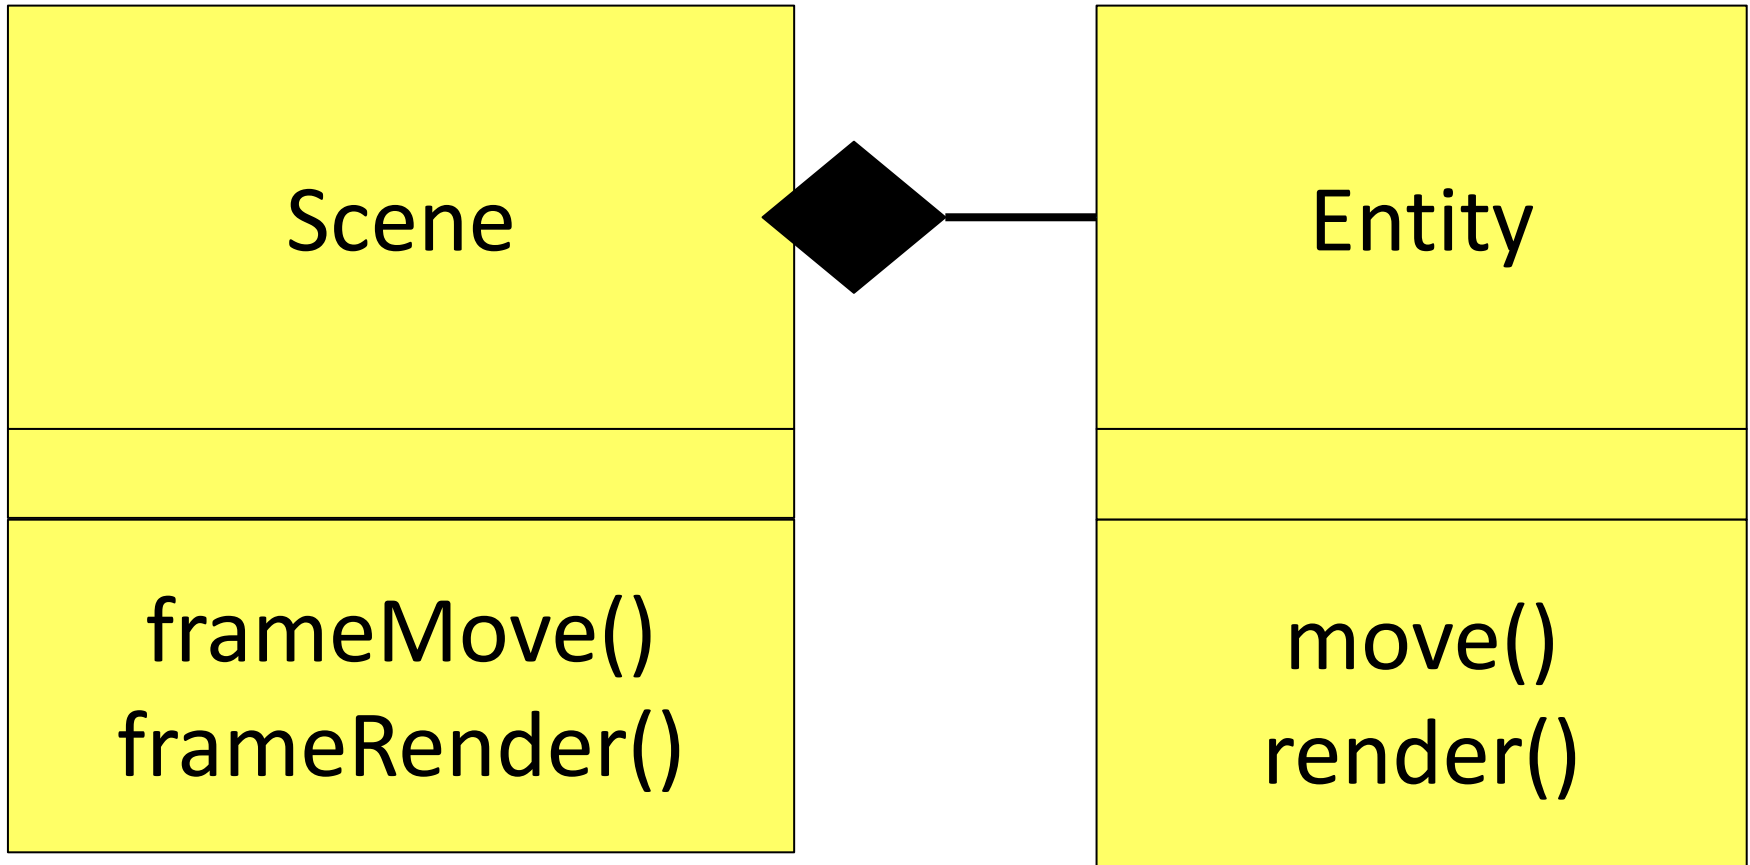 Scene
frameMove()
frameRender()
Entity
move()
render()